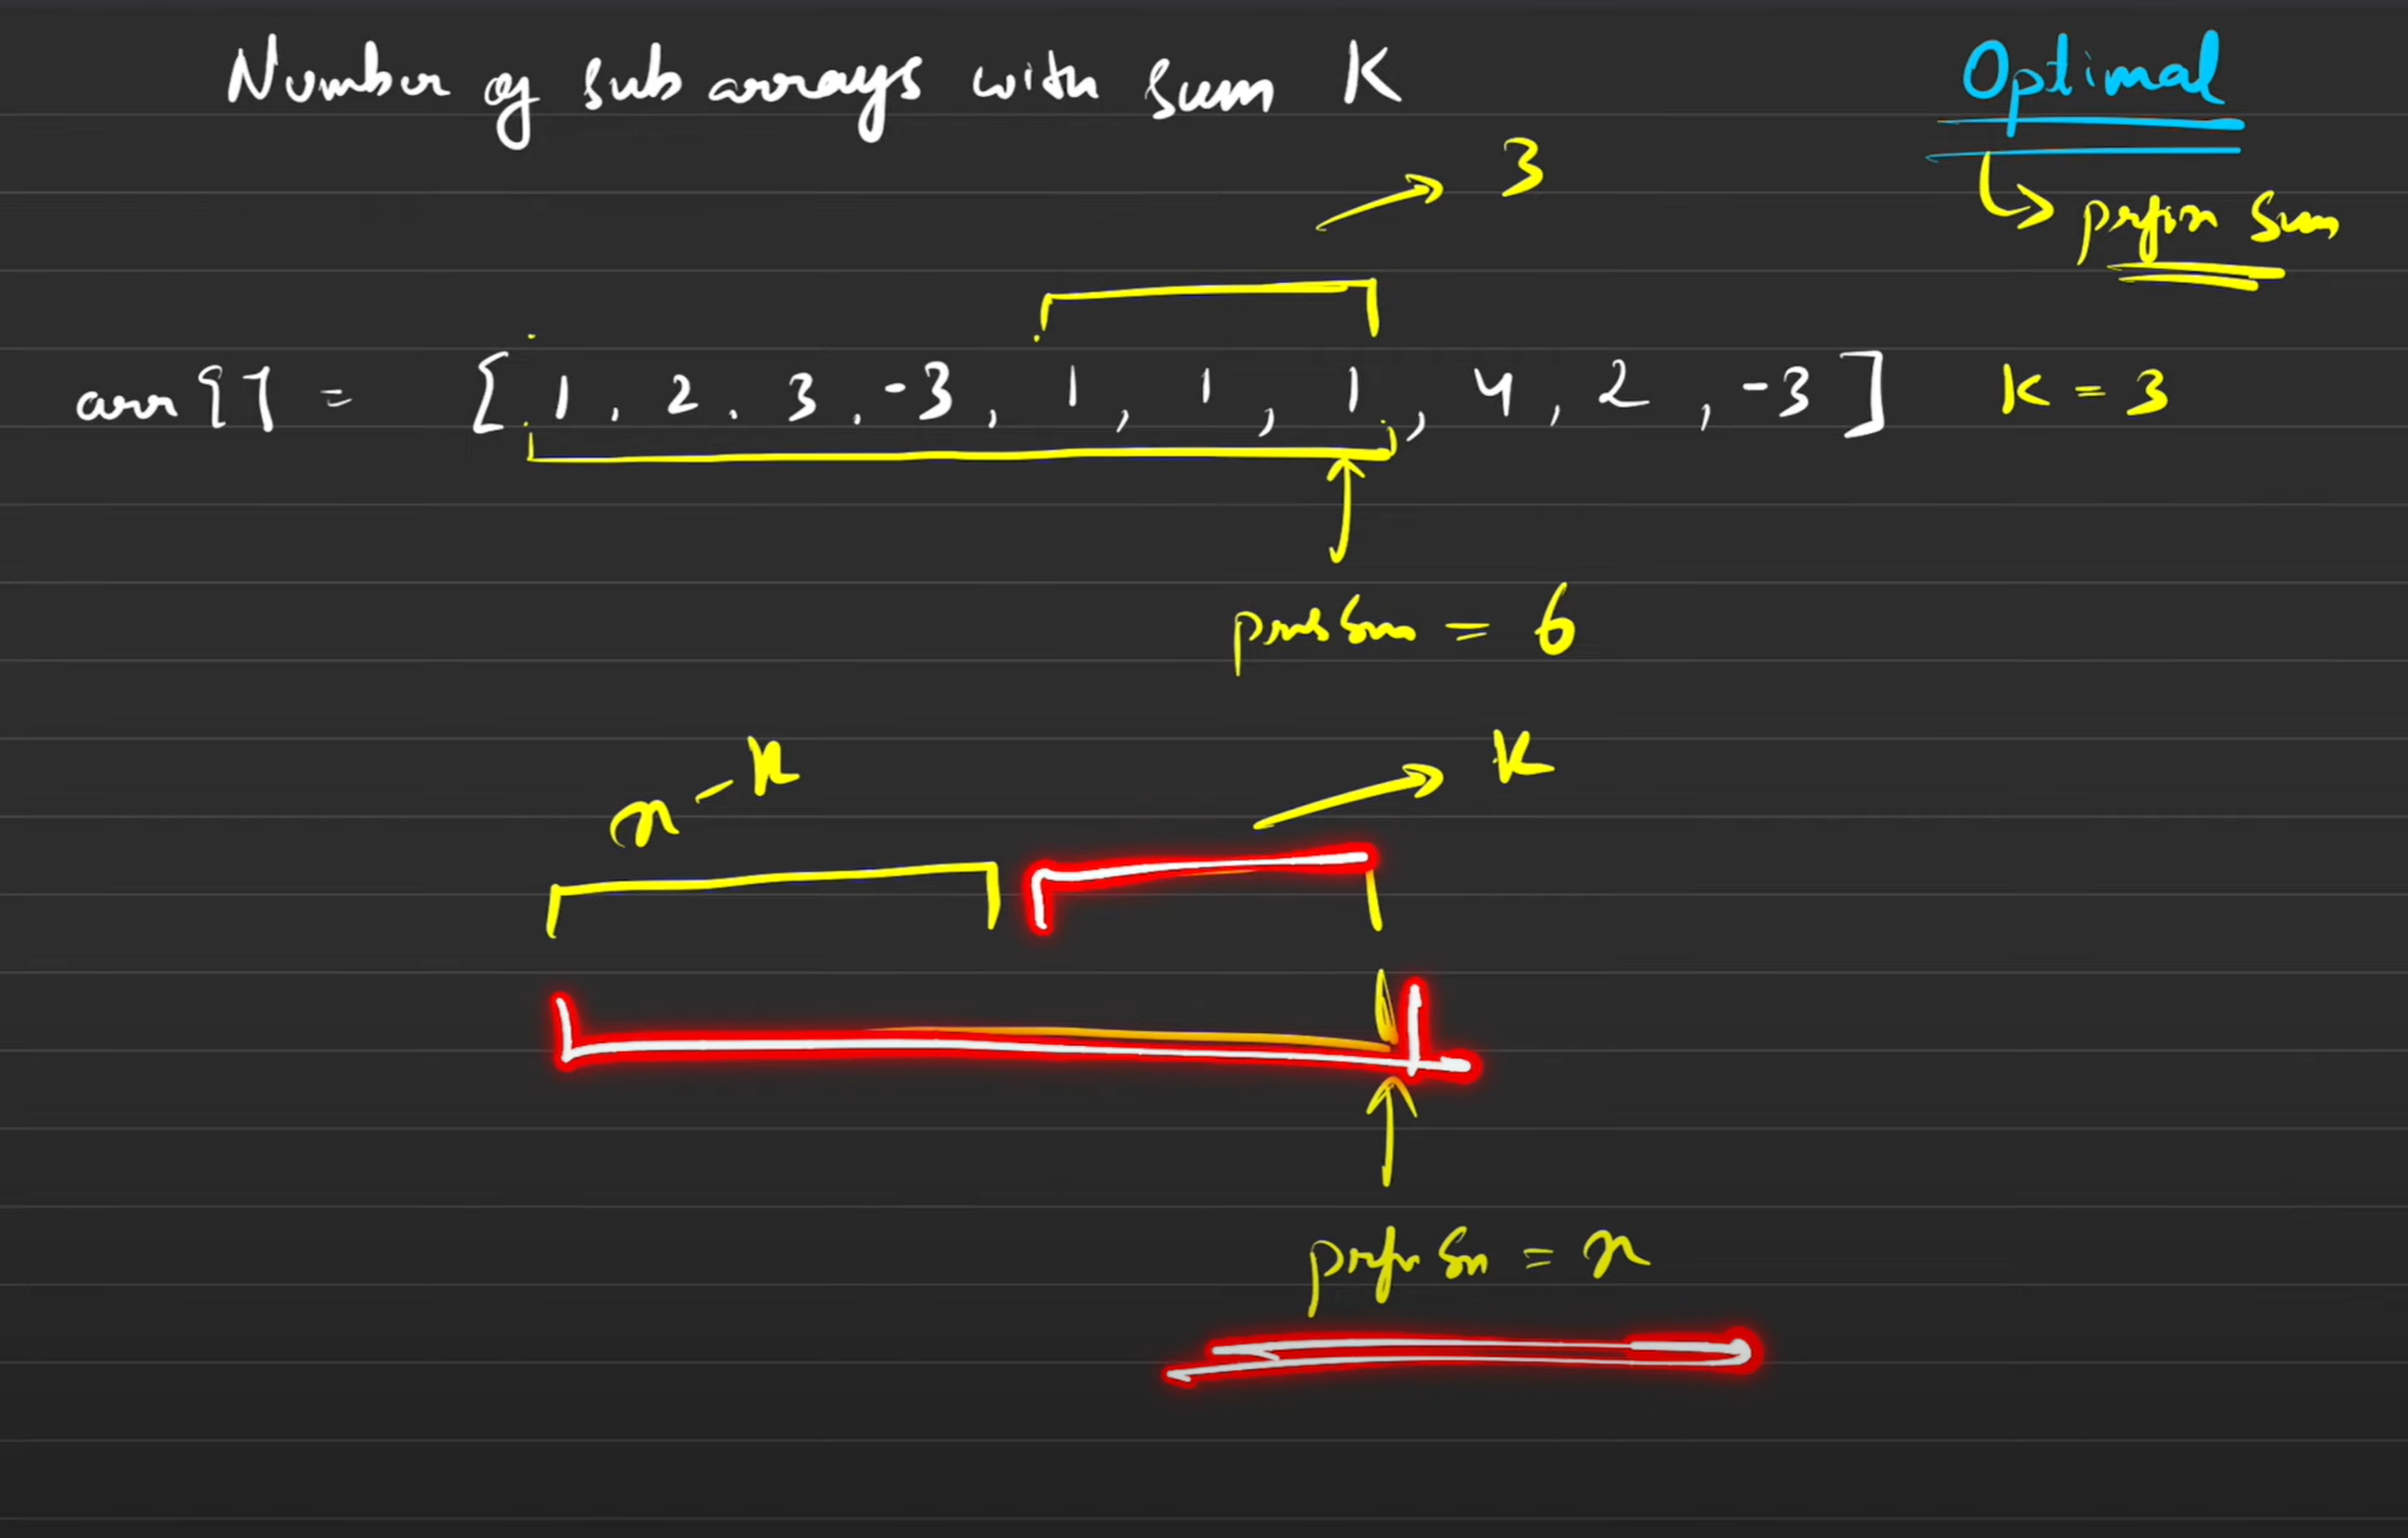 Number of sub arrays with sum K
Optimal
prefix sum
3
arr[] = [1, 2, 3, -3, 1, 1, 1, 4, 2, -3] K = 3
prefix sum = 6
x - K
K
prefix sum = x